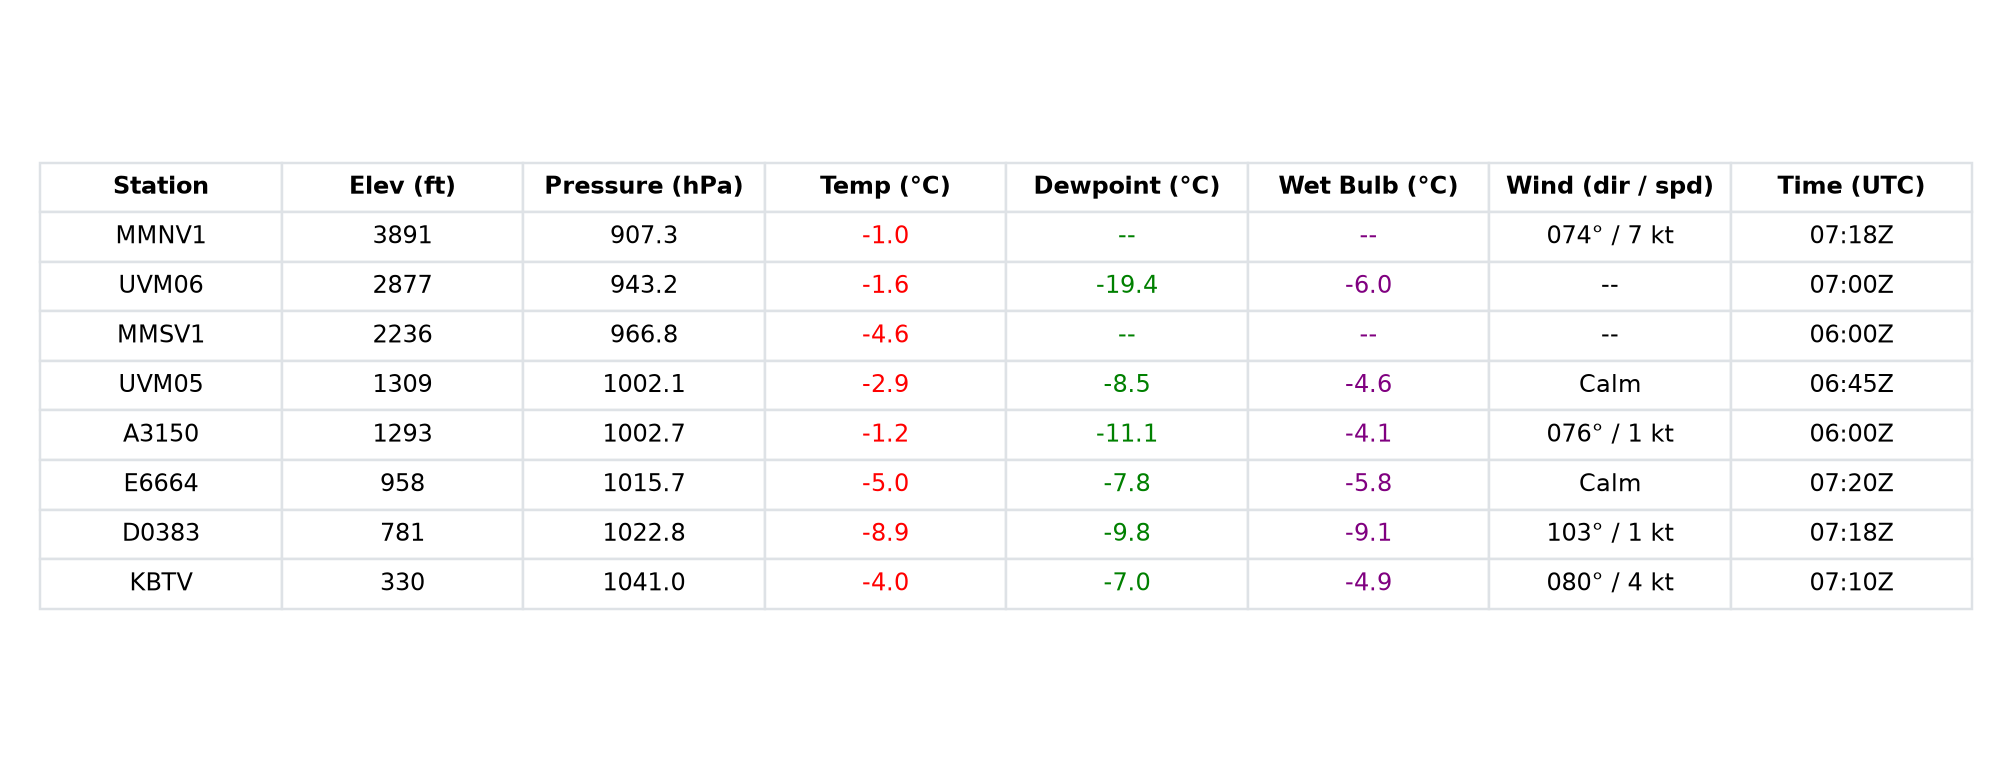 Station Elev (ft) Pressure (hPa) Temp (°C) Dewpoint (°C) Wet Bulb (°C) Wind (dir / spd) Time (UTC)
MMNV1 3891 907.3 -1.0 -- -- 074° / 7 kt 07:18Z
UVM06 2877 943.2 -1.6 -19.4 -6.0 -- 07:00Z
MMSV1 2236 966.8 -4.6 -- -- -- 06:00Z
UVM05 1309 1002.1 -2.9 -8.5 -4.6 Calm 06:45Z
A3150 1293 1002.7 -1.2 -11.1 -4.1 076° / 1 kt 06:00Z
E6664 958 1015.7 -5.0 -7.8 -5.8 Calm 07:20Z
D0383 781 1022.8 -8.9 -9.8 -9.1 103° / 1 kt 07:18Z
KBTV 330 1041.0 -4.0 -7.0 -4.9 080° / 4 kt 07:10Z